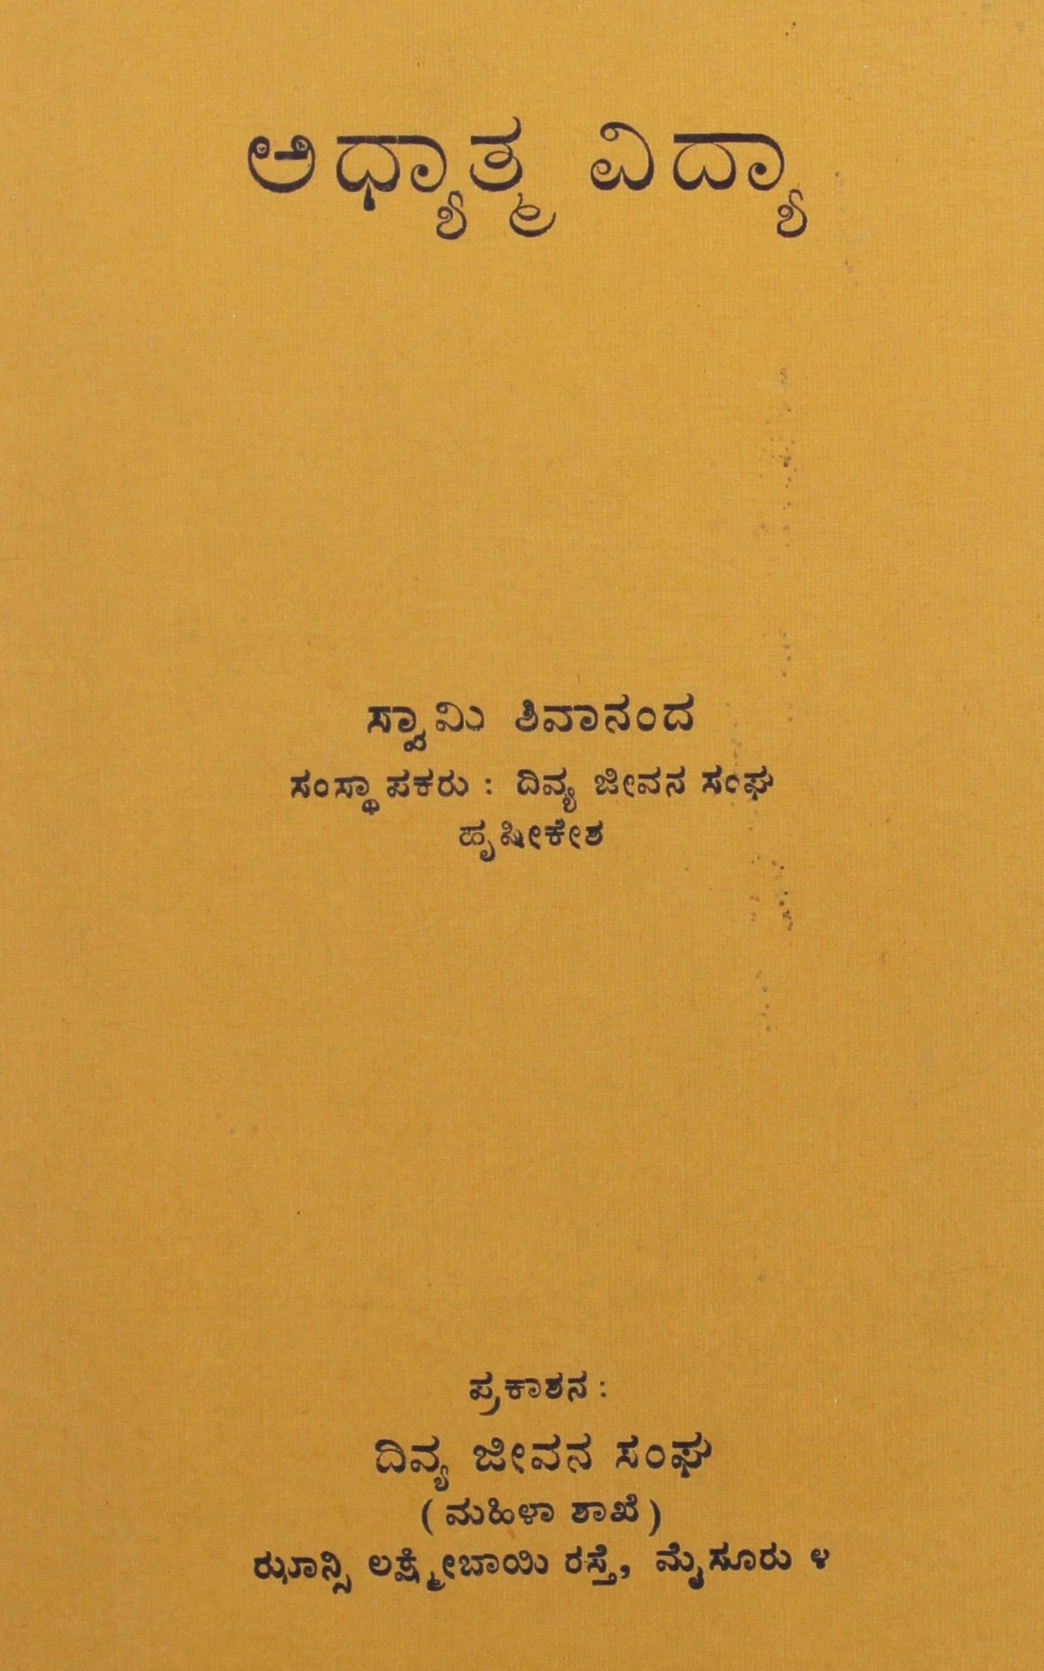 ಅಧ್ಯಾತ್ಮ ವಿದ್ಯಾ
ಸ್ವಾಮಿ ಶಿವಾನಂದ
ಸಂಸ್ಥಾಪಕರು : ದಿವ್ಯ ಜೀವನ ಸಂಘ
ಹೃಷೀಕೇಶ
ಪ್ರಕಾಶನ :
ದಿವ್ಯ ಜೀವನ ಸಂಘ
( ಮಹಿಳಾ ಶಾಖೆ )
ಝಾನ್ಸಿ ಲಕ್ಷ್ಮೀಬಾಯಿ ರಸ್ತೆ, ಮೈಸೂರು ೪